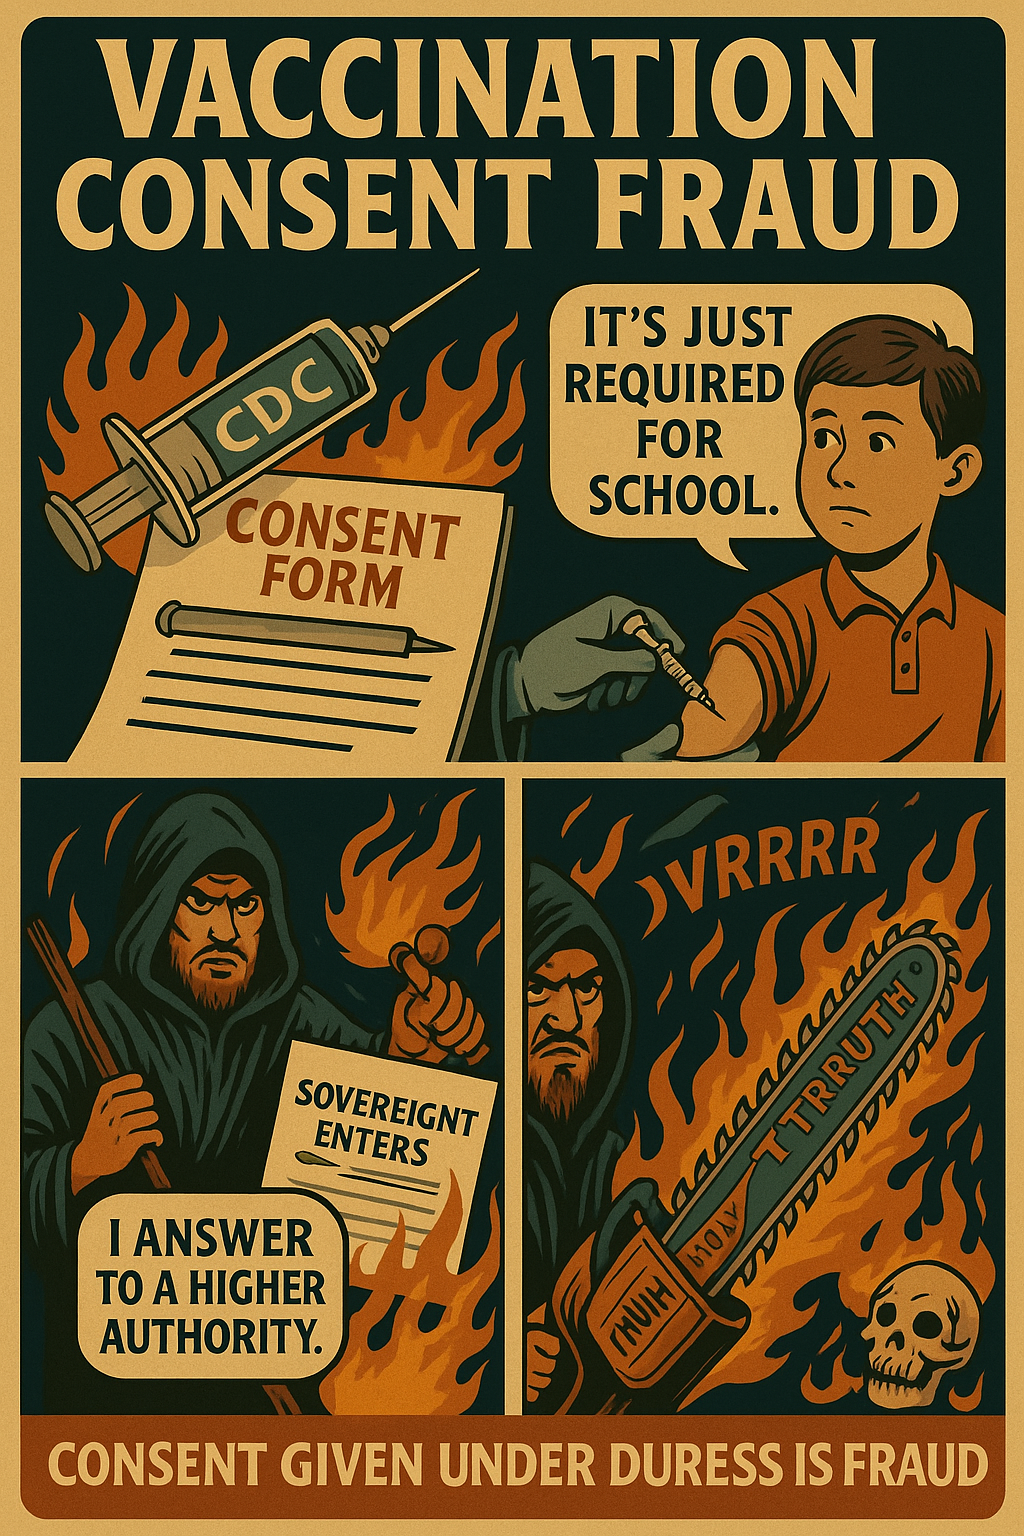 VACCINATION
CONSENT FRAUD
CDC
CONSENT
FORM
IT'S JUST
REQUIRED
FOR
SCHOOL.
SOVEREIGNT
ENTERS
I ANSWER
TO A HIGHER
AUTHORITY.
VRRRR
TTRRUTH
CONSENT GIVEN UNDER DURESS IS FRAUD